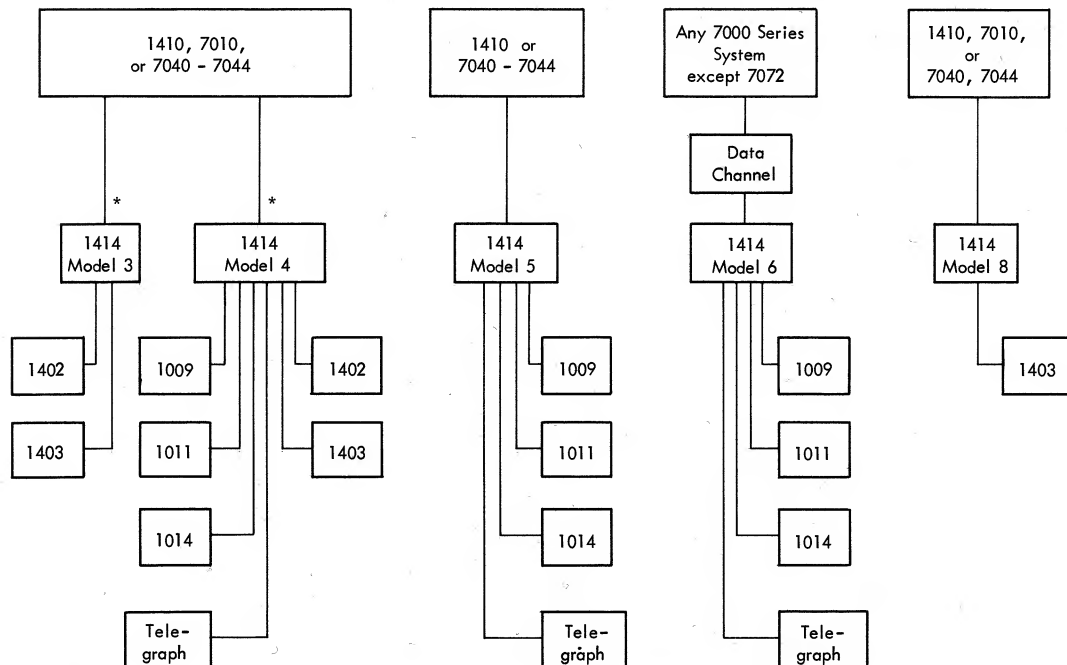 1410, 7010,
or 7040 - 7044
1410 or
7040 - 7044
Any 7000 Series
System
except 7072
1410, 7010,
or
7040, 7044
Data
Channel
*
*
1414
Model 3
1414
Model 4
1414
Model 5
1414
Model 6
1414
Model 8
1402
1009
1402
1009
1009
1403
1403
1011
1403
1011
1011
1014
1014
1014
Tele-
graph
Tele-
graph
Tele-
graph